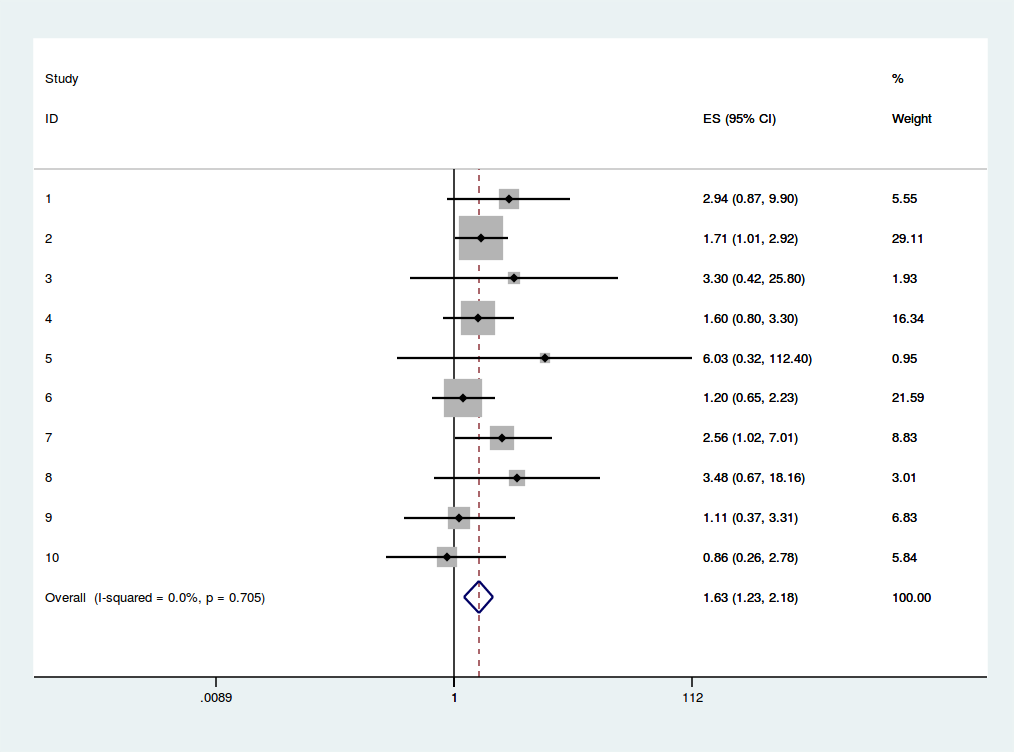 Study %
ID ES (95% CI) Weight
1 2.94 (0.87, 9.90) 5.55
2 1.71 (1.01, 2.92) 29.11
3 3.30 (0.42, 25.80) 1.93
4 1.60 (0.80, 3.30) 16.34
5 6.03 (0.32, 112.40) 0.95
6 1.20 (0.65, 2.23) 21.59
7 2.56 (1.02, 7.01) 8.83
8 3.48 (0.67, 18.16) 3.01
9 1.11 (0.37, 3.31) 6.83
10 0.86 (0.26, 2.78) 5.84
Overall (I-squared = 0.0%, p = 0.705) 1.63 (1.23, 2.18) 100.00
.0089 1 112